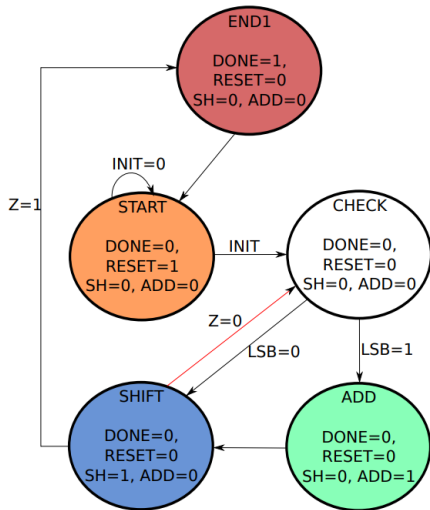 END1
DONE=1,
RESET=0
SH=0, ADD=0
INIT=0
Z=1
START
DONE=0,
RESET=1
SH=0, ADD=0
INIT
CHECK
DONE=0,
RESET=0
SH=0, ADD=0
Z=0
LSB=0
LSB=1
SHIFT
DONE=0,
RESET=0
SH=1, ADD=0
ADD
DONE=0,
RESET=0
SH=0, ADD=1